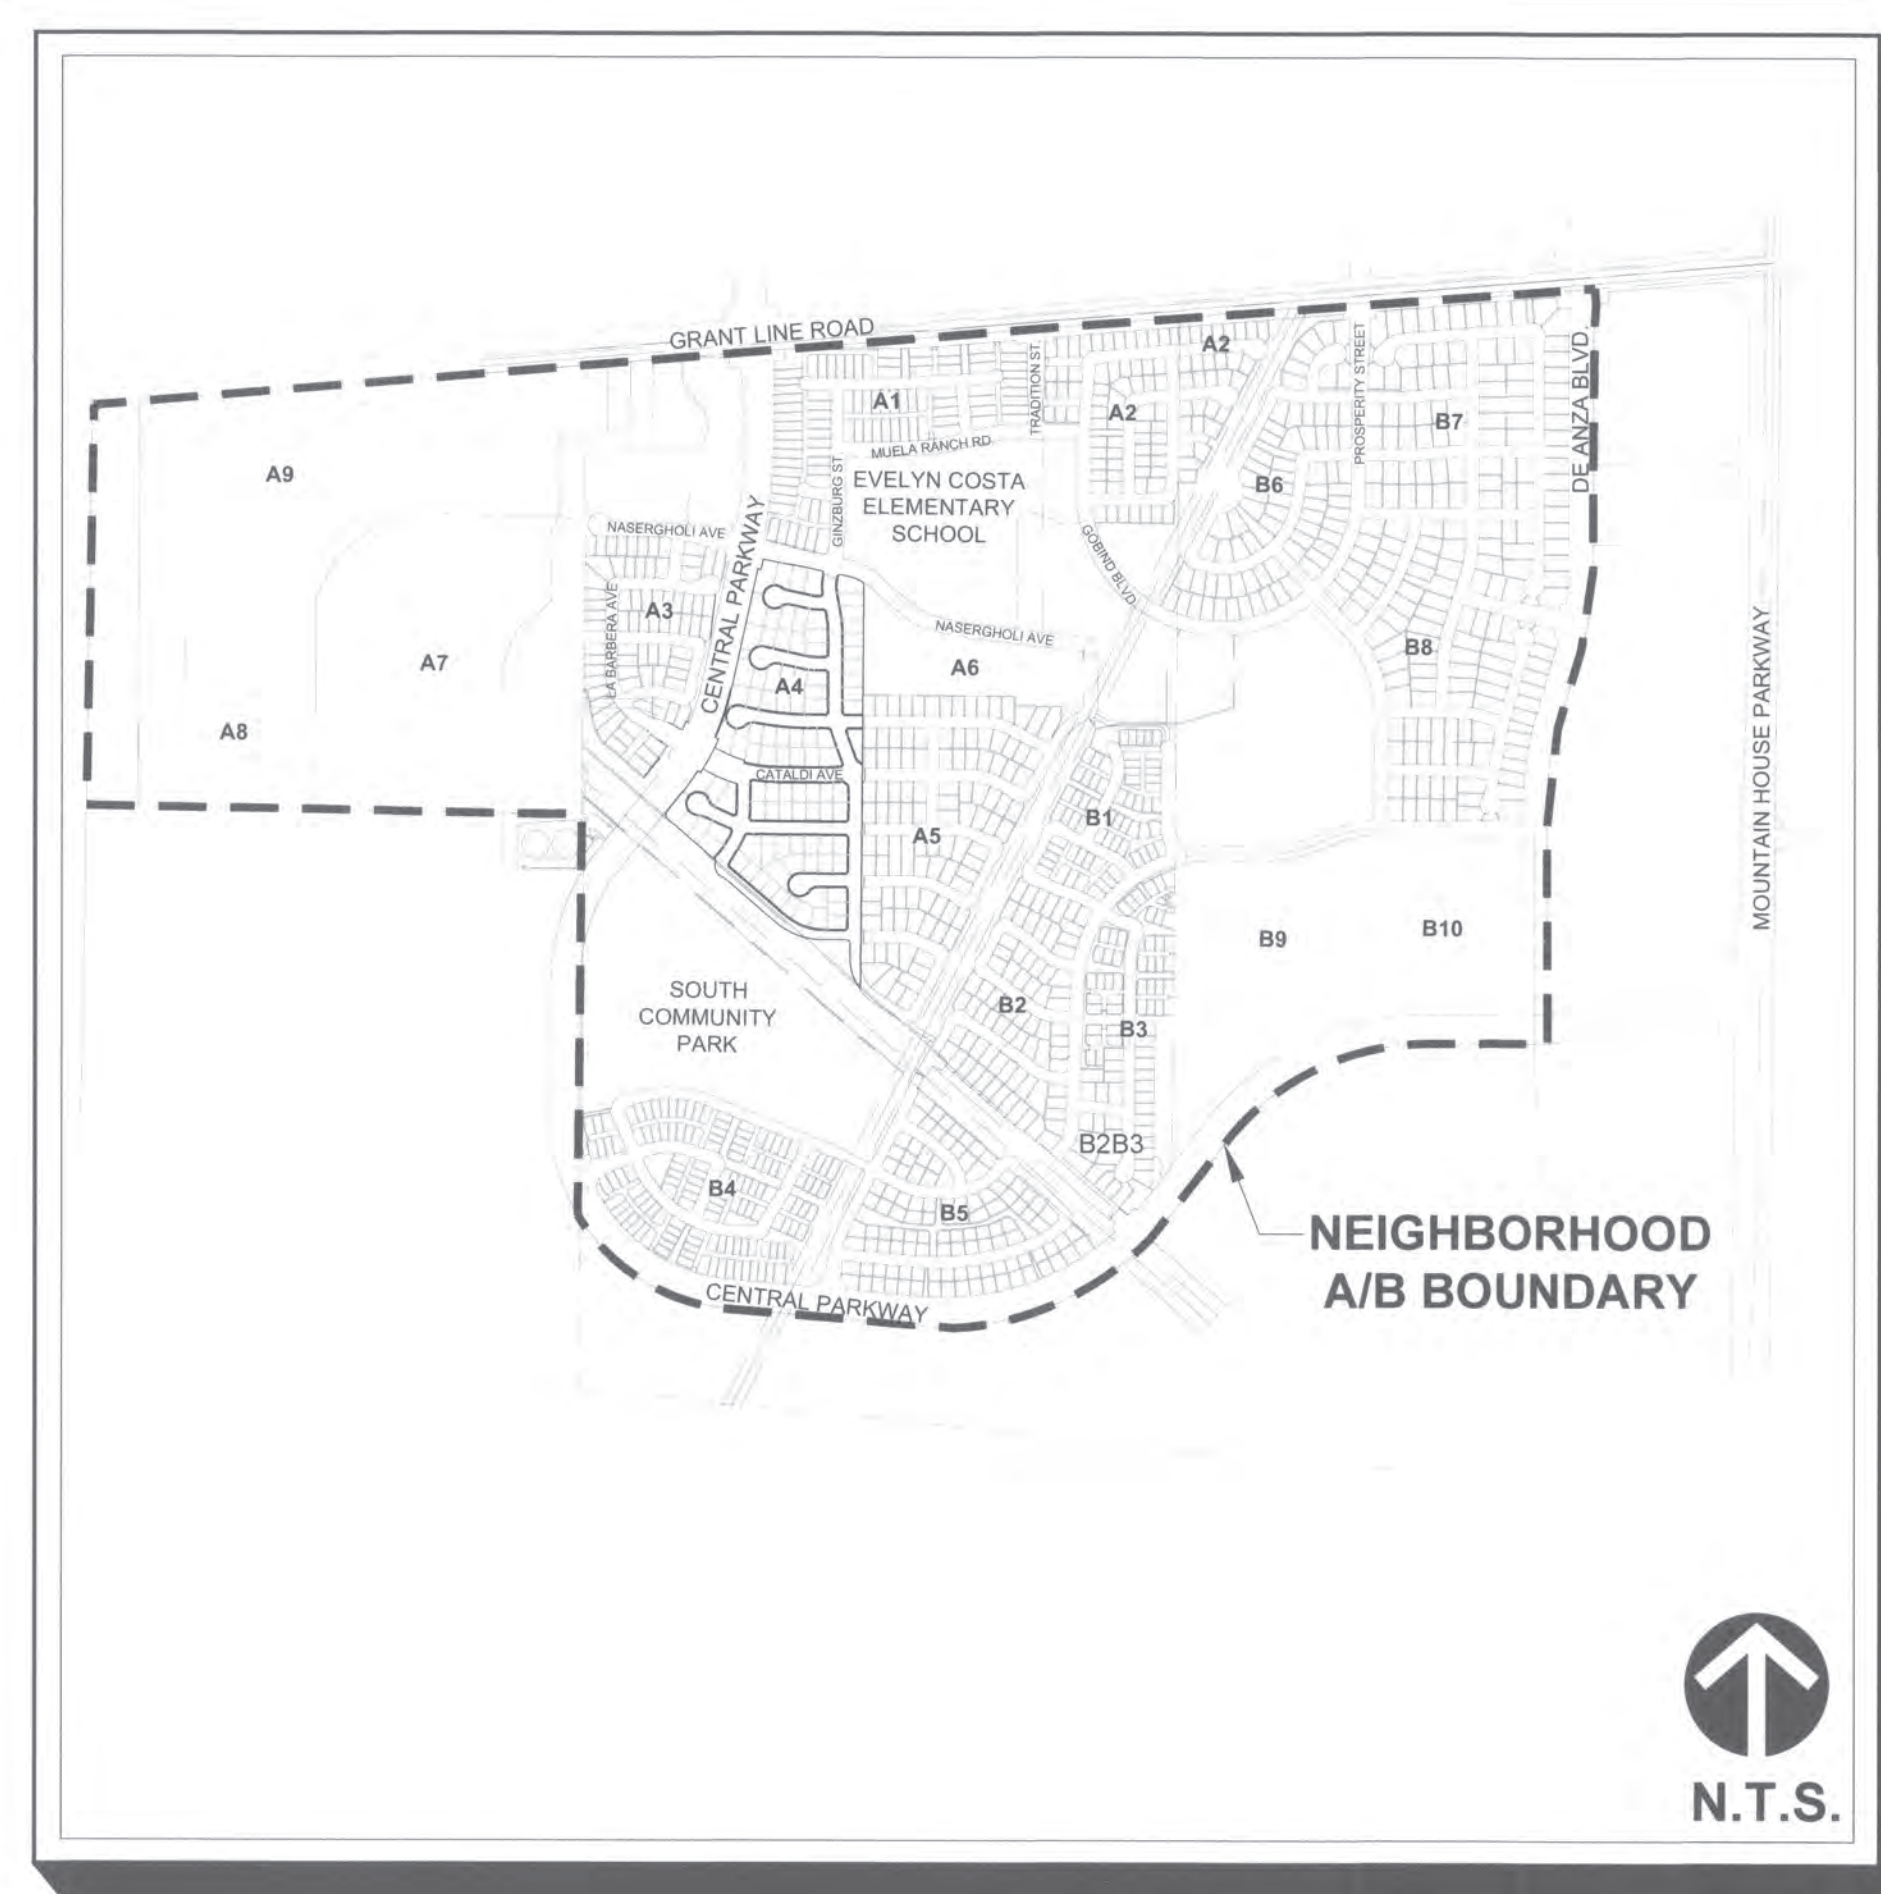 GRANT LINE ROAD
A2
A1
TRADITION ST.
A2
PROSPERITY STREET
B7
DE ANZA BLVD.
MUELA RANCH RD.
A9
EVELYN COSTA
ELEMENTARY
SCHOOL
GINZBURG ST
B6
NASERGHOLI AVE
CENTRAL PARKWAY
GOBIND BLVD.
LA BARBERA AVE
A3
NASERGHOLI AVE
A7
A4
A6
B8
MOUNTAIN HOUSE PARKWAY
A8
CATALDI AVE
A5
B1
B9
B10
SOUTH
COMMUNITY
PARK
B2
B3
B2B3
B4
B5
CENTRAL PARKWAY
NEIGHBORHOOD
A/B BOUNDARY
N.T.S.